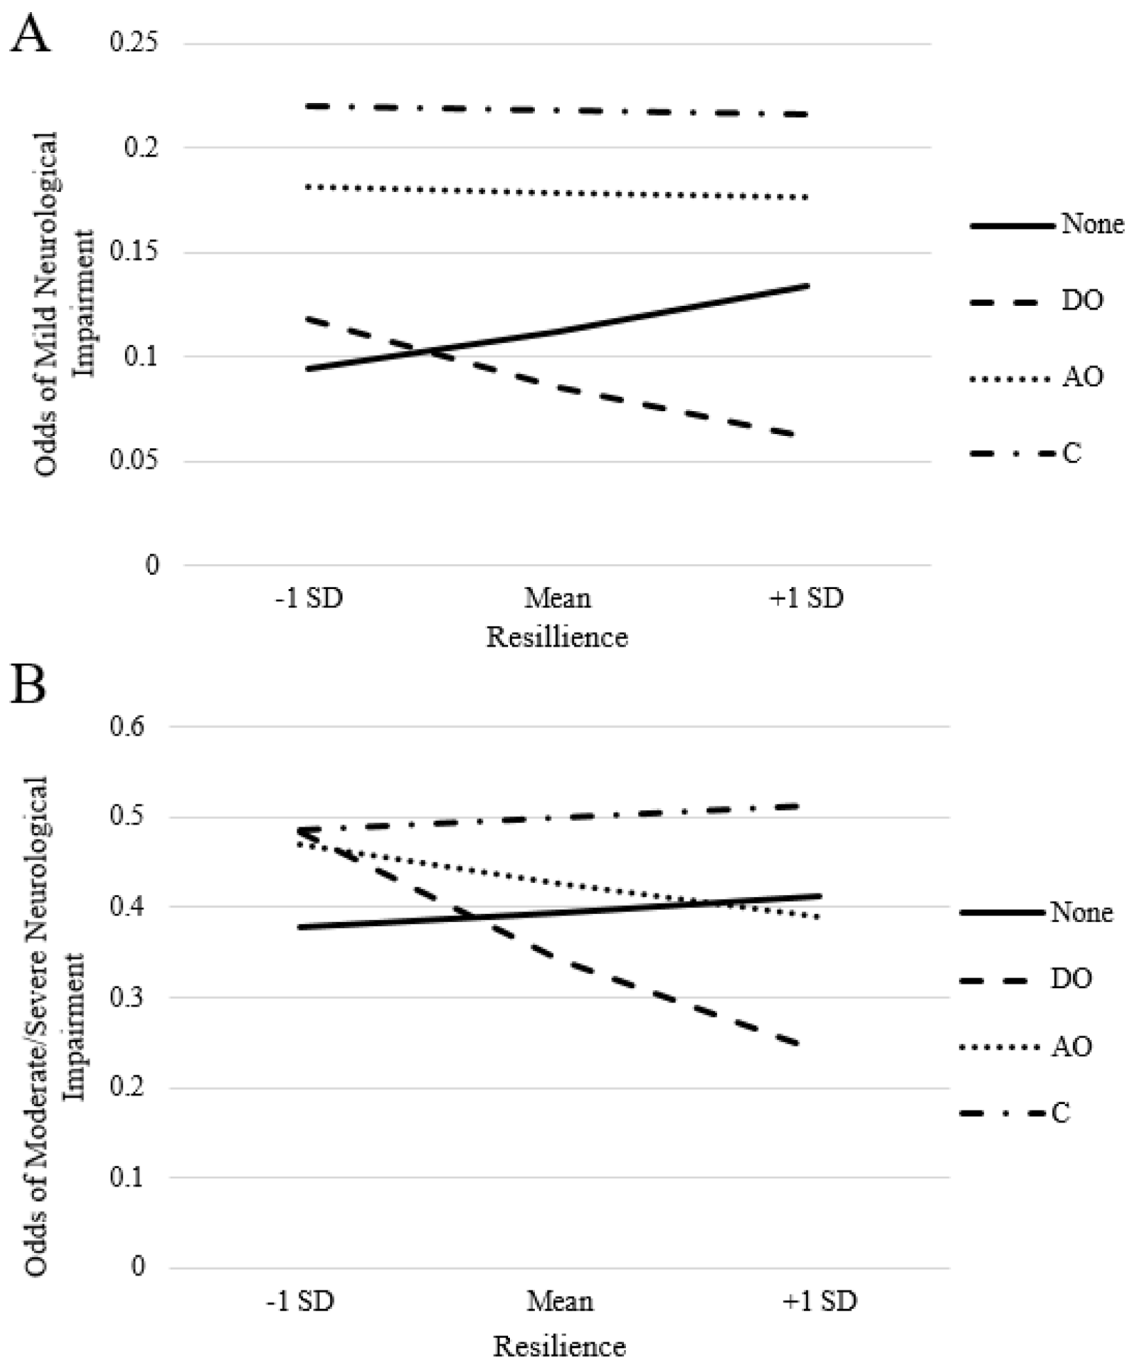 A
0.25
0.2
0.15
0.1
0.05
0
Odds of Mild Neurological
Impairment
-1 SD
Mean
+1 SD
Resillience
None
DO
AO
C
B
0.6
0.5
0.4
0.3
0.2
0.1
0
Odds of Moderate/Severe Neurological
Impairment
-1 SD
Mean
+1 SD
Resilience
None
DO
AO
C